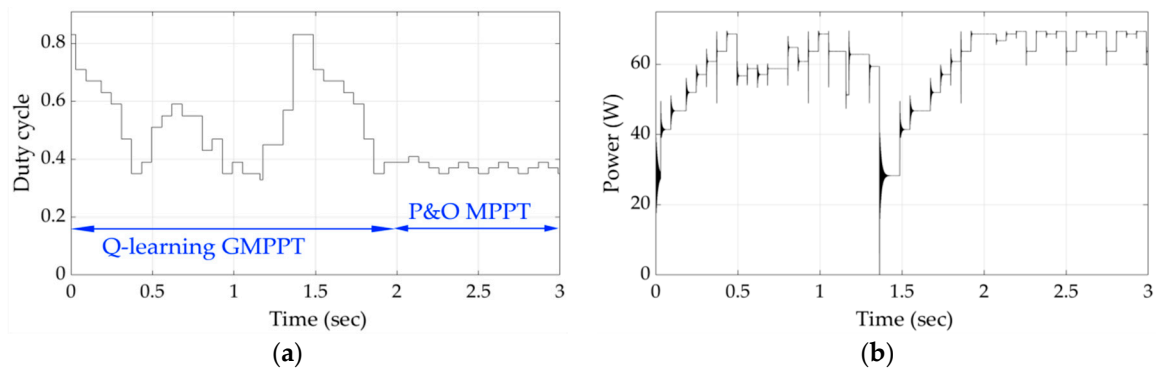 0.8
0.6
0.4
0.2
0
Duty cycle
P&O MPPT
Q-learning GMPPT
0 0.5 1 1.5 2 2.5 3
Time (sec)
(a)
60
40
20
0
Power (W)
0 0.5 1 1.5 2 2.5 3
Time (sec)
(b)